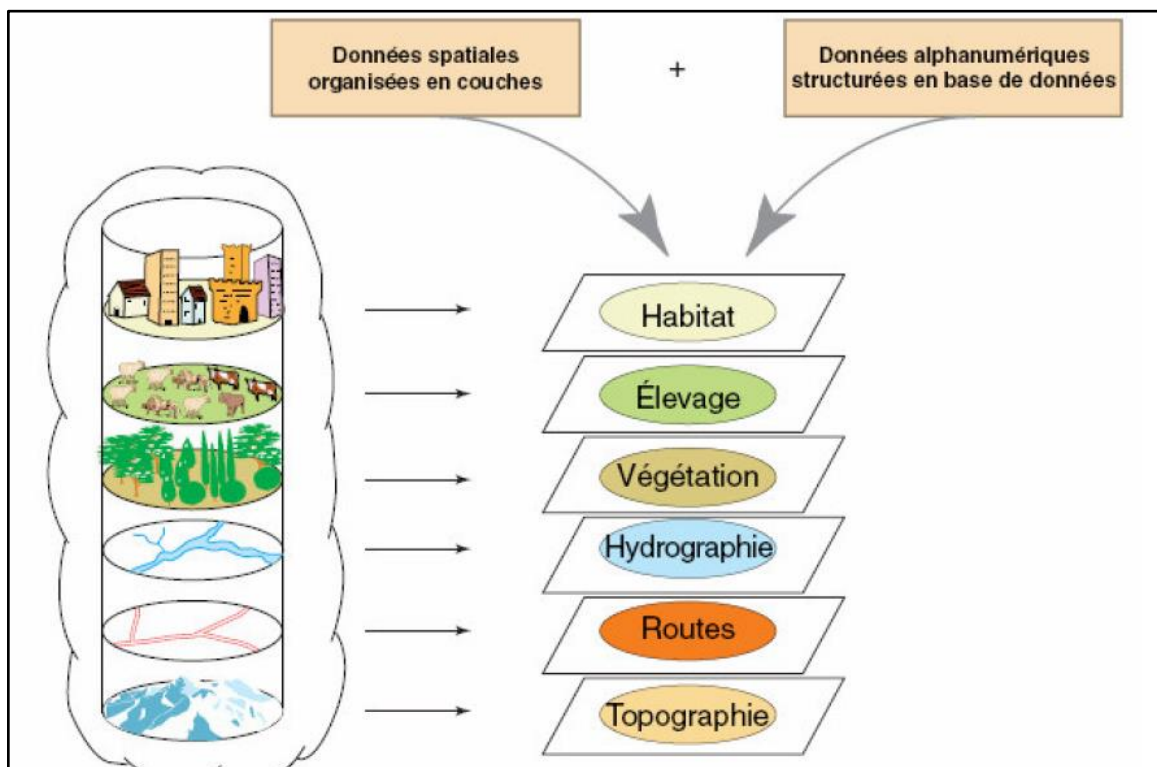 Données spatiales
organisées en couches
+
Données alphanumériques
structurées en base de données
Habitat
Élevage
Végétation
Hydrographie
Routes
Topographie